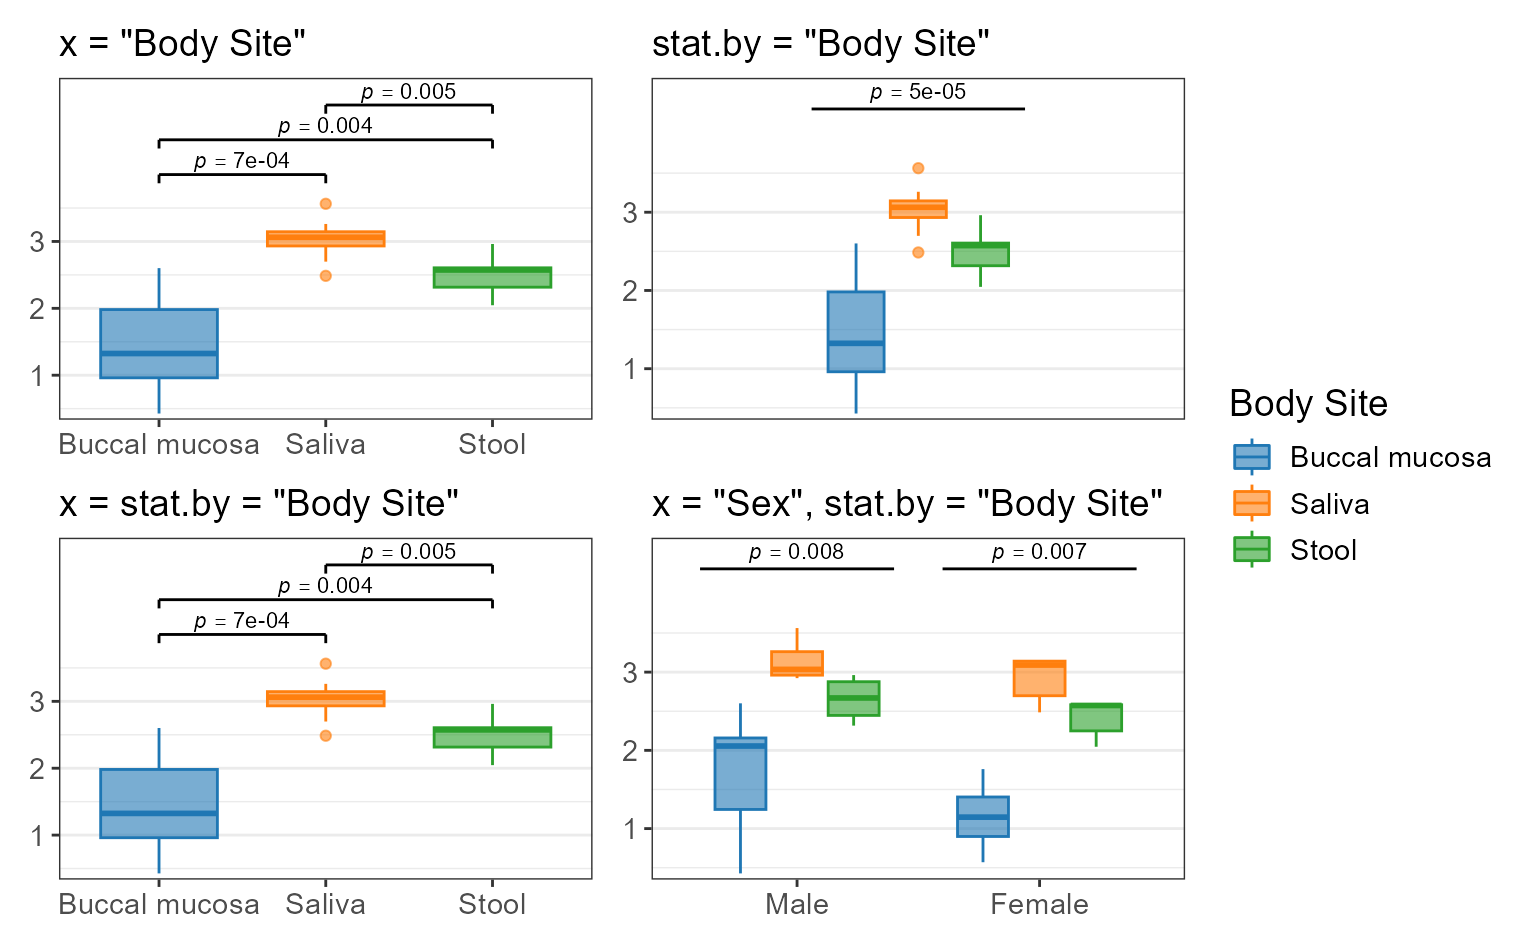 x = "Body Site"
p = 0.005
p = 0.004
p = 7e-04
3
2
1
Buccal mucosa Saliva Stool
stat.by = "Body Site"
p = 5e-05
3
2
1
x = stat.by = "Body Site"
p = 0.005
p = 0.004
p = 7e-04
3
2
1
Buccal mucosa Saliva Stool
x = "Sex", stat.by = "Body Site"
p = 0.008 p = 0.007
3
2
1
Male Female
Body Site
Buccal mucosa
Saliva
Stool